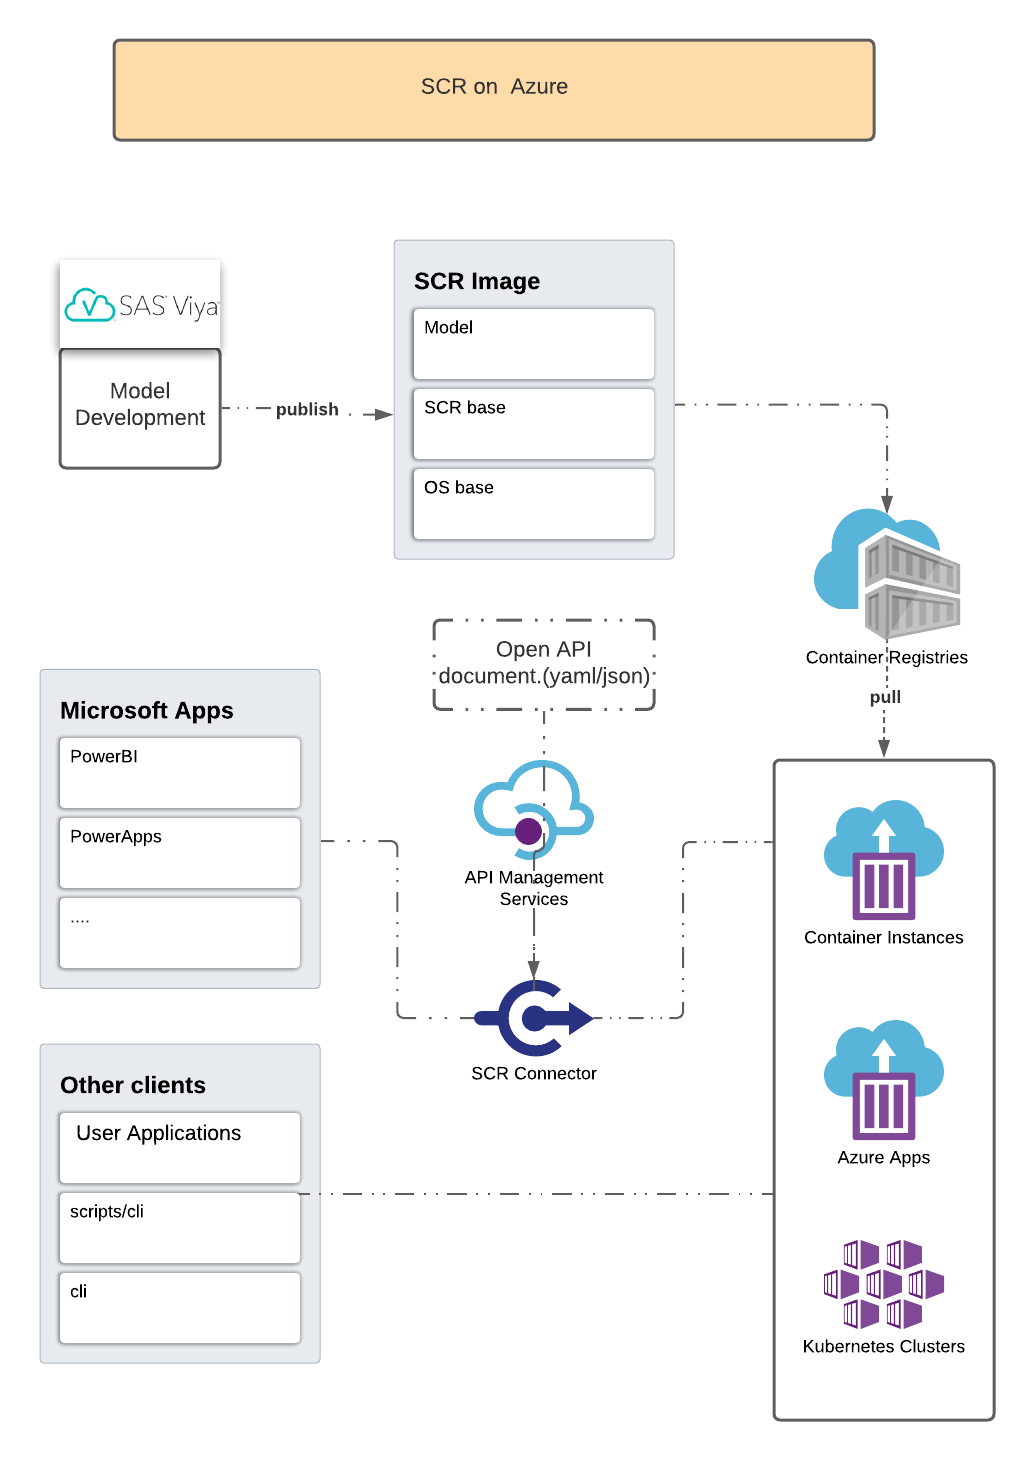 SCR on  Azure
SAS Viya
Model
Development
publish
SCR Image
Model
SCR base
OS base
Container Registries
pull
Open API
document.(yaml/json)
Microsoft Apps
PowerBI
PowerApps
....
API Management
Services
SCR Connector
Container Instances
Azure Apps
Kubernetes Clusters
Other clients
User Applications
scripts/cli
cli